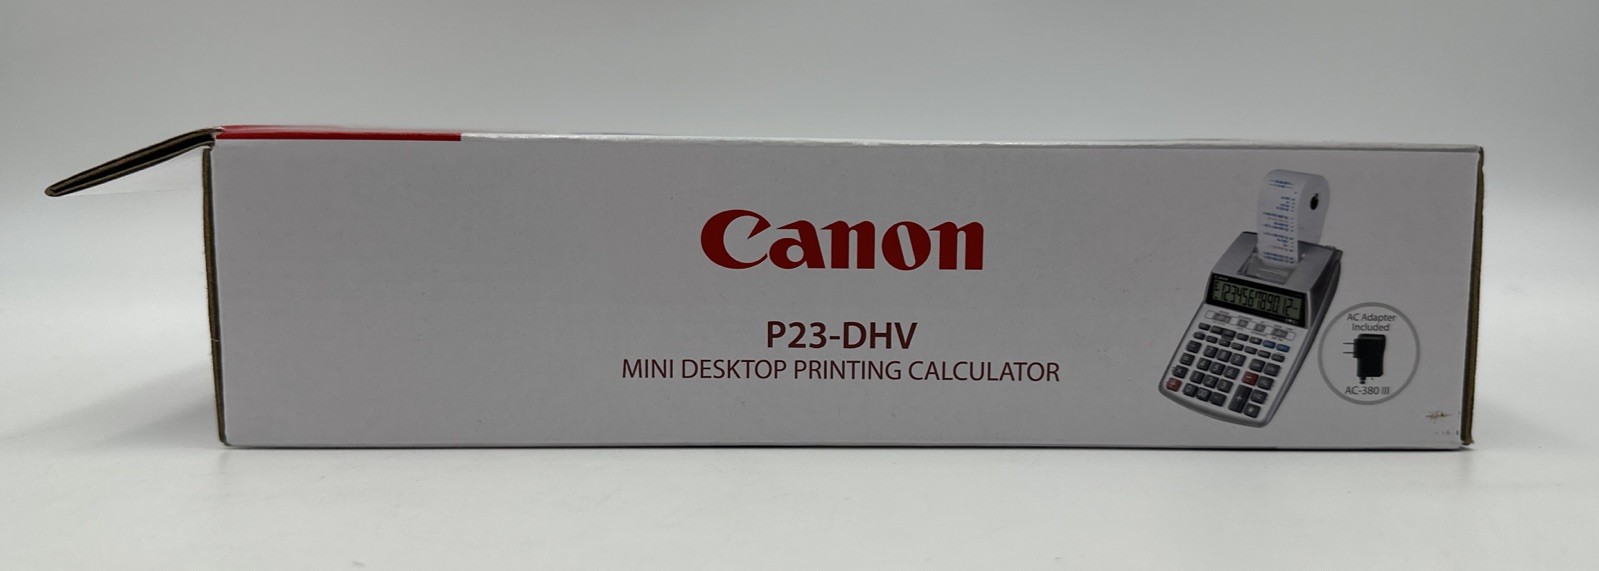 Canon
P23-DHV
MINI DESKTOP PRINTING CALCULATOR
AC Adapter
Included
AC-380 III